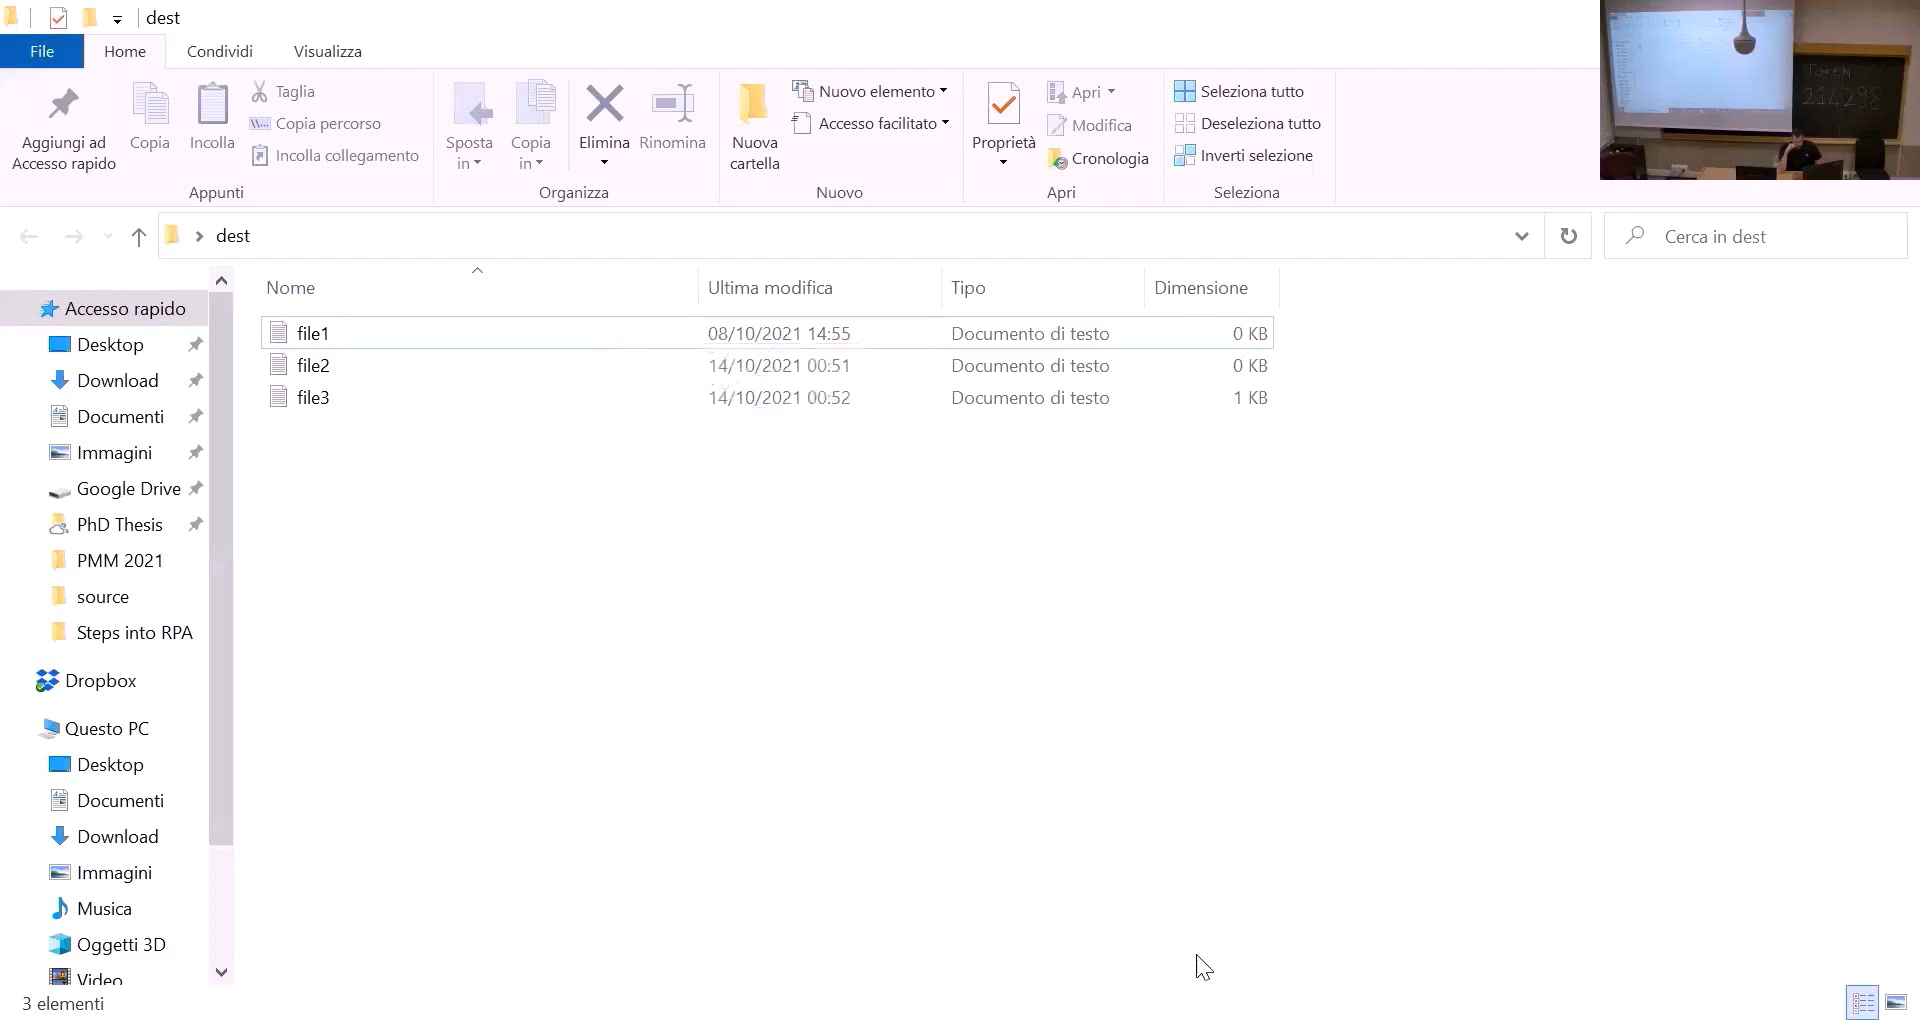 dest
File Home Condividi Visualizza
Aggiungi ad
Accesso rapido
Copia
Incolla
Taglia
Copia percorso
Incolla collegamento
Appunti
Sposta
in
Copia
in
Elimina
Rinomina
Organizza
Nuova
cartella
Nuovo elemento
Accesso facilitato
Nuovo
Proprietà
Apri
Modifica
Cronologia
Apri
Seleziona tutto
Deseleziona tutto
Inverti selezione
Seleziona
TOKEN
214298
dest
Cerca in dest
Nome Ultima modifica Tipo Dimensione
file1 08/10/2021 14:55 Documento di testo 0 KB
file2 14/10/2021 00:51 Documento di testo 0 KB
file3 14/10/2021 00:52 Documento di testo 1 KB
Accesso rapido
Desktop
Download
Documenti
Immagini
Google Drive
PhD Thesis
PMM 2021
source
Steps into RPA
Dropbox
Questo PC
Desktop
Documenti
Download
Immagini
Musica
Oggetti 3D
Video
3 elementi